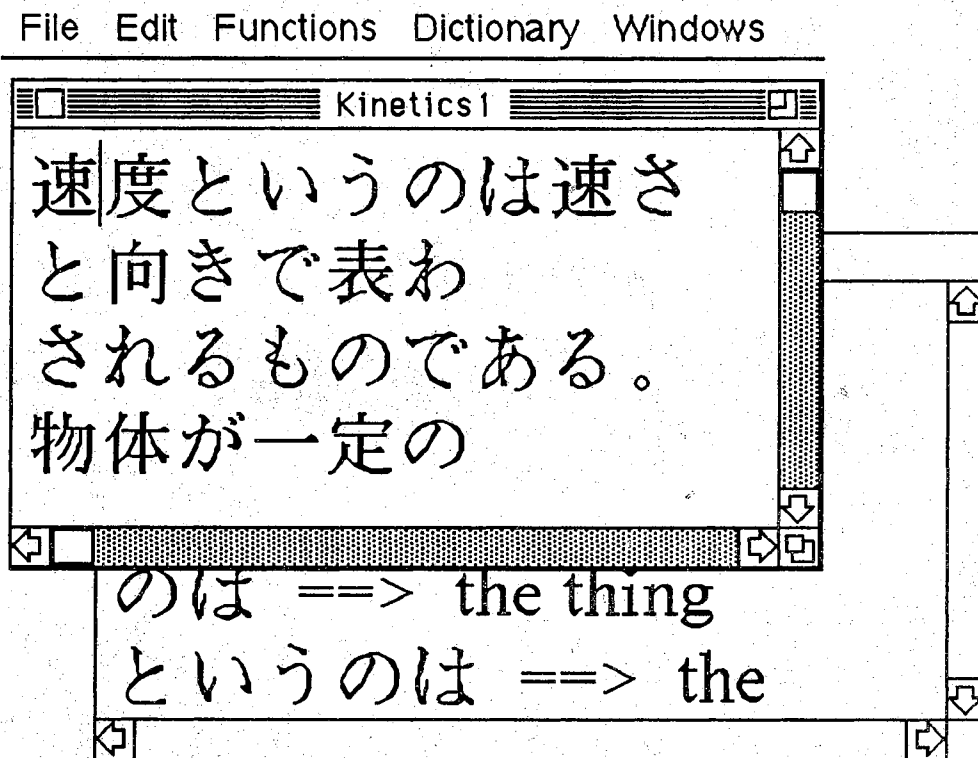 File Edit Functions Dictionary Windows
Kinetics1
速度というのは速さ
と向きで表わ
されるものである。
物体が一定の
のは ==> the thing
というのは ==> the